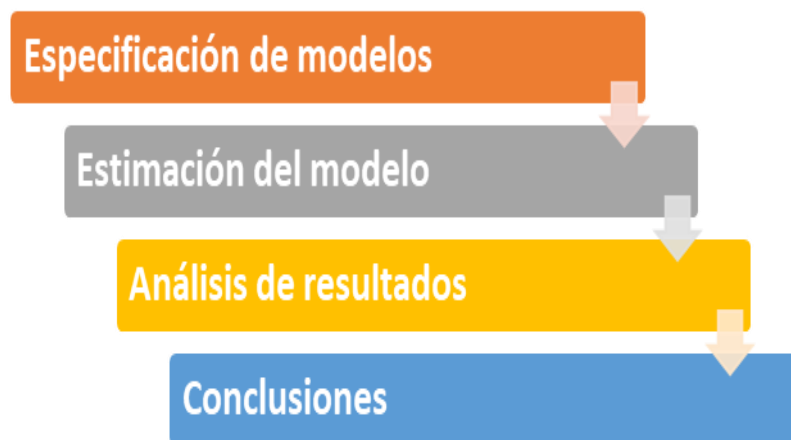 Especificación de modelos
Estimación del modelo
Análisis de resultados
Conclusiones